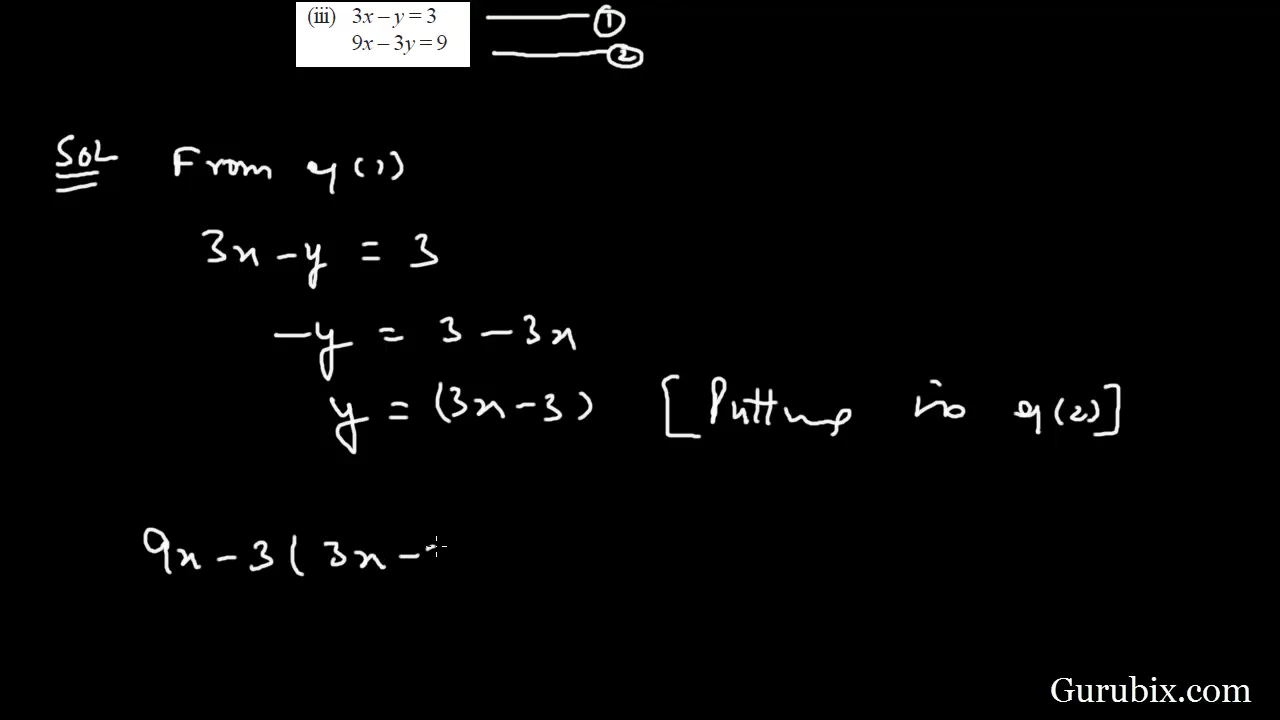 (iii) 3x – y = 3 ——— ①
9x – 3y = 9 ——— ②
SOL From eq (1)
3x - y = 3
-y = 3 - 3x
y = (3x - 3) [Putting in eq (2)]
9x - 3 ( 3x -
Gurubix.com